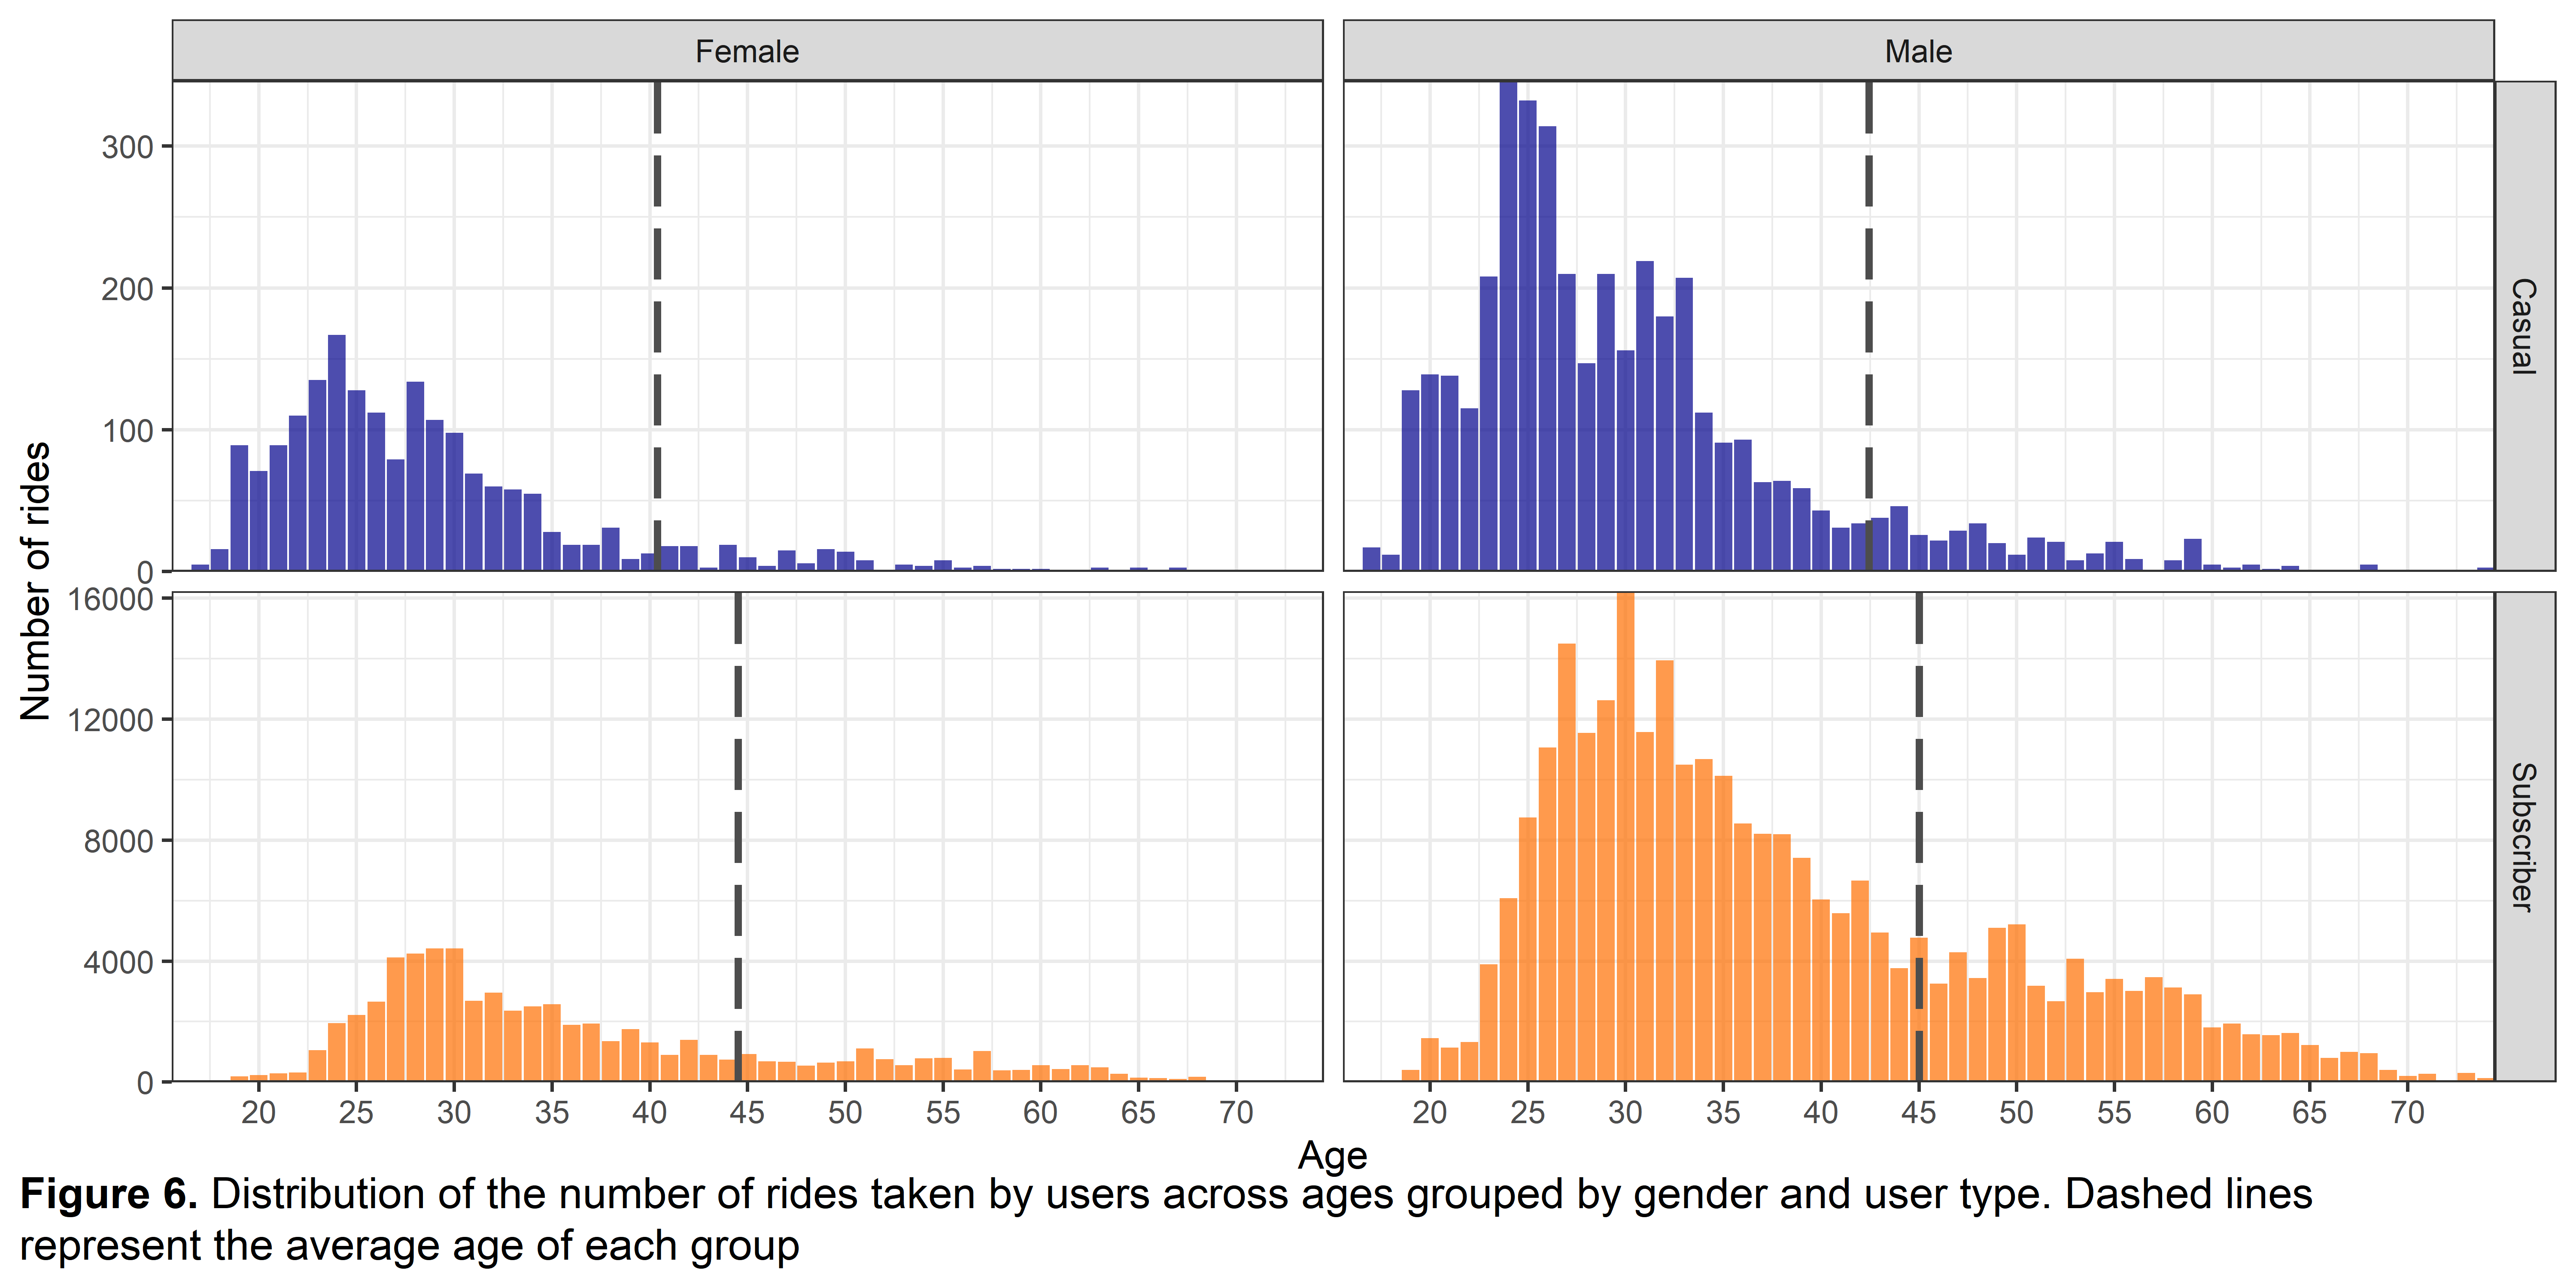 Female
Male
300
200
100
0
Casual
16000
12000
8000
4000
0
Subscriber
Number of rides
20 25 30 35 40 45 50 55 60 65 70
20 25 30 35 40 45 50 55 60 65 70
Age
Figure 6. Distribution of the number of rides taken by users across ages grouped by gender and user type. Dashed lines
represent the average age of each group